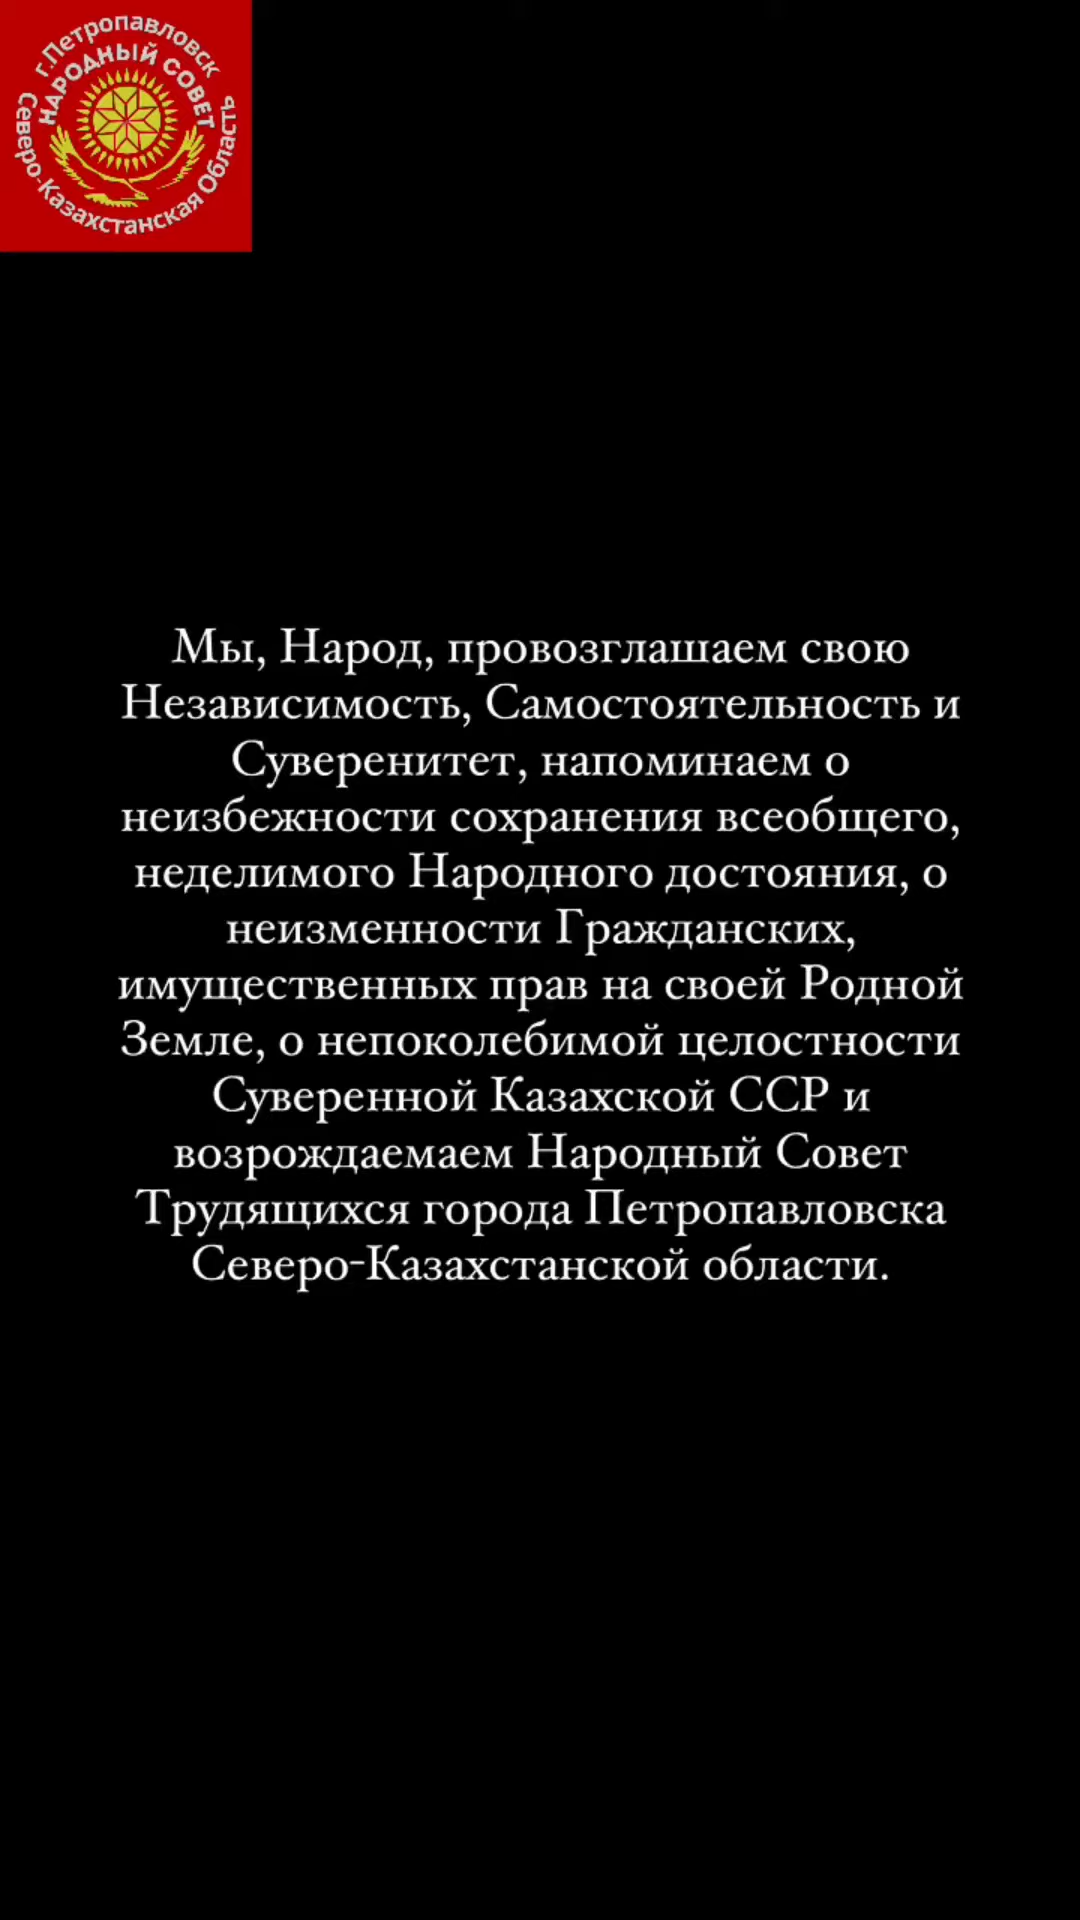 г.Петропавловск
НАРОДНЫЙ СОВЕТ
Северо-Казахстанская Область
Мы, Народ, провозглашаем свою
Независимость, Самостоятельность и
Суверенитет, напоминаем о
неизбежности сохранения всеобщего,
неделимого Народного достояния, о
неизменности Гражданских,
имущественных прав на своей Родной
Земле, о непоколебимой целостности
Суверенной Казахской ССР и
возрождаемаем Народный Совет
Трудящихся города Петропавловска
Северо-Казахстанской области.